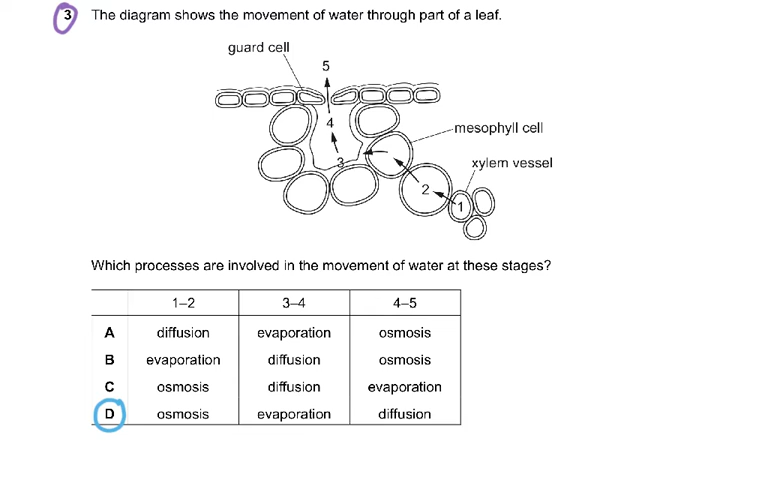 3 The diagram shows the movement of water through part of a leaf.
guard cell
5
4
mesophyll cell
3
xylem vessel
2
1
Which processes are involved in the movement of water at these stages?
1–2 3–4 4–5
A diffusion evaporation osmosis
B evaporation diffusion osmosis
C osmosis diffusion evaporation
D osmosis evaporation diffusion